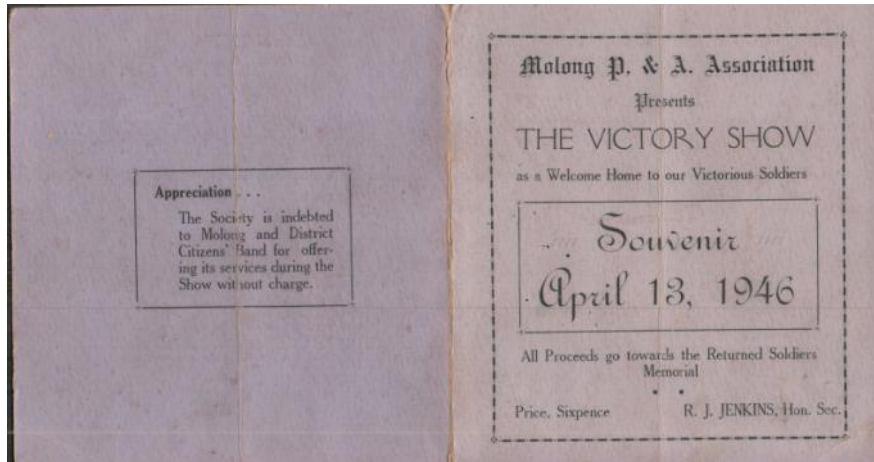 Appreciation . . .
The Society is indebted
to Molong and District
Citizens' Band for offer-
ing its services during the
Show without charge.
Molong P. & A. Association
Presents
THE VICTORY SHOW
as a Welcome Home to our Victorious Soldiers
Souvenir
April 13, 1946
All Proceeds go towards the Returned Soldiers
Memorial
Price, Sixpence R. J. JENKINS, Hon. Sec.